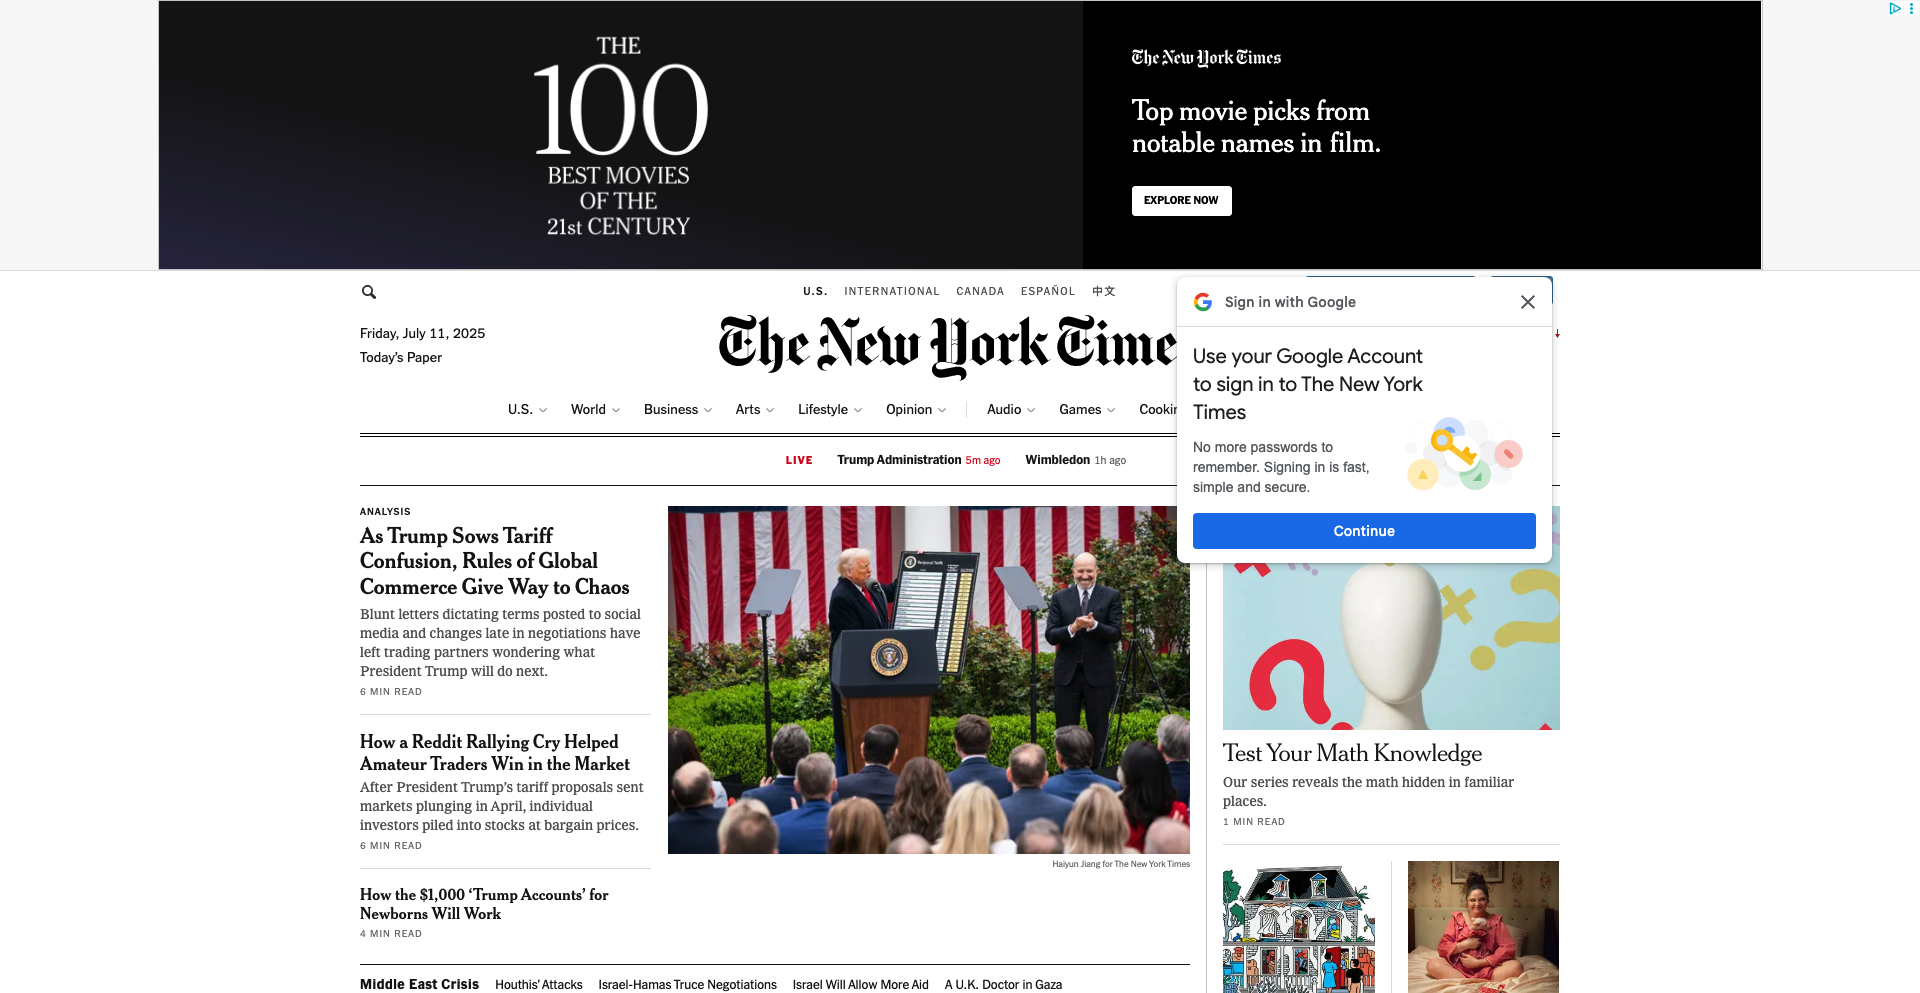 THE
100
BEST MOVIES
OF THE
21st CENTURY
The New York Times
Top movie picks from
notable names in film.
EXPLORE NOW
U.S. INTERNATIONAL CANADA ESPAÑOL 中文
Friday, July 11, 2025
Today's Paper
The New York Time
U.S. World Business Arts Lifestyle Opinion Audio Games Cookin
LIVE Trump Administration 5m ago Wimbledon 1h ago
Sign in with Google
Use your Google Account
to sign in to The New York
Times
No more passwords to
remember. Signing in is fast,
simple and secure.
Continue
ANALYSIS
As Trump Sows Tariff
Confusion, Rules of Global
Commerce Give Way to Chaos
Blunt letters dictating terms posted to social
media and changes late in negotiations have
left trading partners wondering what
President Trump will do next.
6 MIN READ
How a Reddit Rallying Cry Helped
Amateur Traders Win in the Market
After President Trump's tariff proposals sent
markets plunging in April, individual
investors piled into stocks at bargain prices.
6 MIN READ
How the $1,000 ‘Trump Accounts’ for
Newborns Will Work
4 MIN READ
Reciprocal Tariffs
Haiyun Jiang for The New York Times
Test Your Math Knowledge
Our series reveals the math hidden in familiar
places.
1 MIN READ
Middle East Crisis Houthis’ Attacks Israel-Hamas Truce Negotiations Israel Will Allow More Aid A U.K. Doctor in Gaza